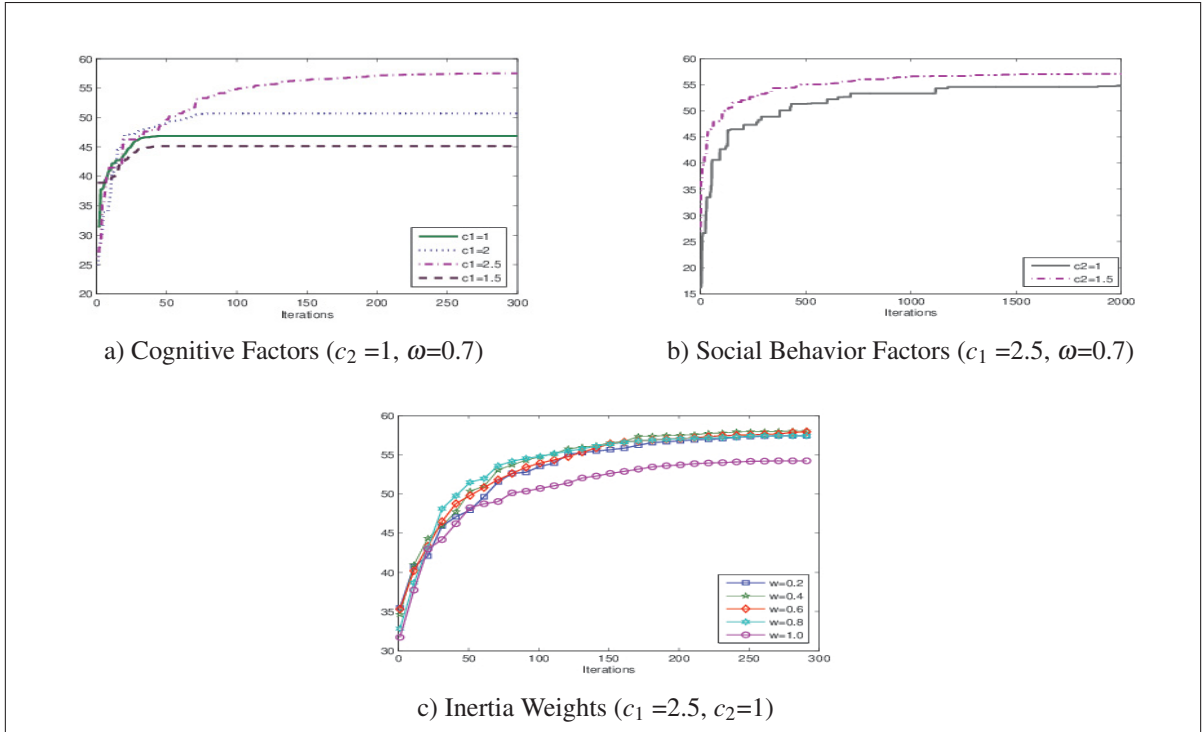 60
55
50
45
40
35
30
25
20
0 50 100 150 200 250 300
Iterations
c1=1
c1=2
c1=2.5
c1=1.5
a) Cognitive Factors (c₂ =1, ω=0.7)
60
55
50
45
40
35
30
25
20
15
0 500 1000 1500 2000
Iterations
c2=1
c2=1.5
b) Social Behavior Factors (c₁ =2.5, ω=0.7)
60
55
50
45
40
35
30
0 50 100 150 200 250 300
Iterations
w=0.2
w=0.4
w=0.6
w=0.8
w=1.0
c) Inertia Weights (c₁ =2.5, c₂=1)